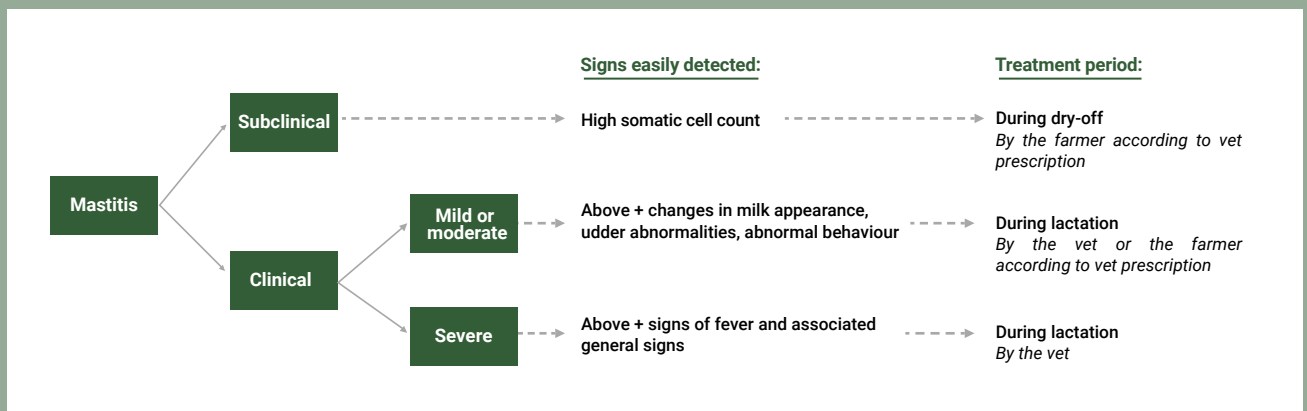 Signs easily detected:
Treatment period:
Subclinical
High somatic cell count
During dry-off
By the farmer according to vet
prescription
Mastitis
Mild or
moderate
Above + changes in milk appearance,
udder abnormalities, abnormal behaviour
During lactation
By the vet or the farmer
according to vet prescription
Clinical
Severe
Above + signs of fever and associated
general signs
During lactation
By the vet